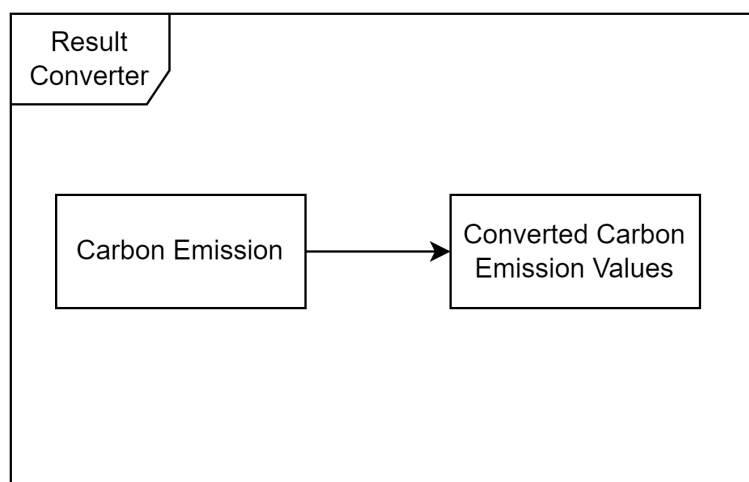 Result
Converter
Carbon Emission
Converted Carbon
Emission Values